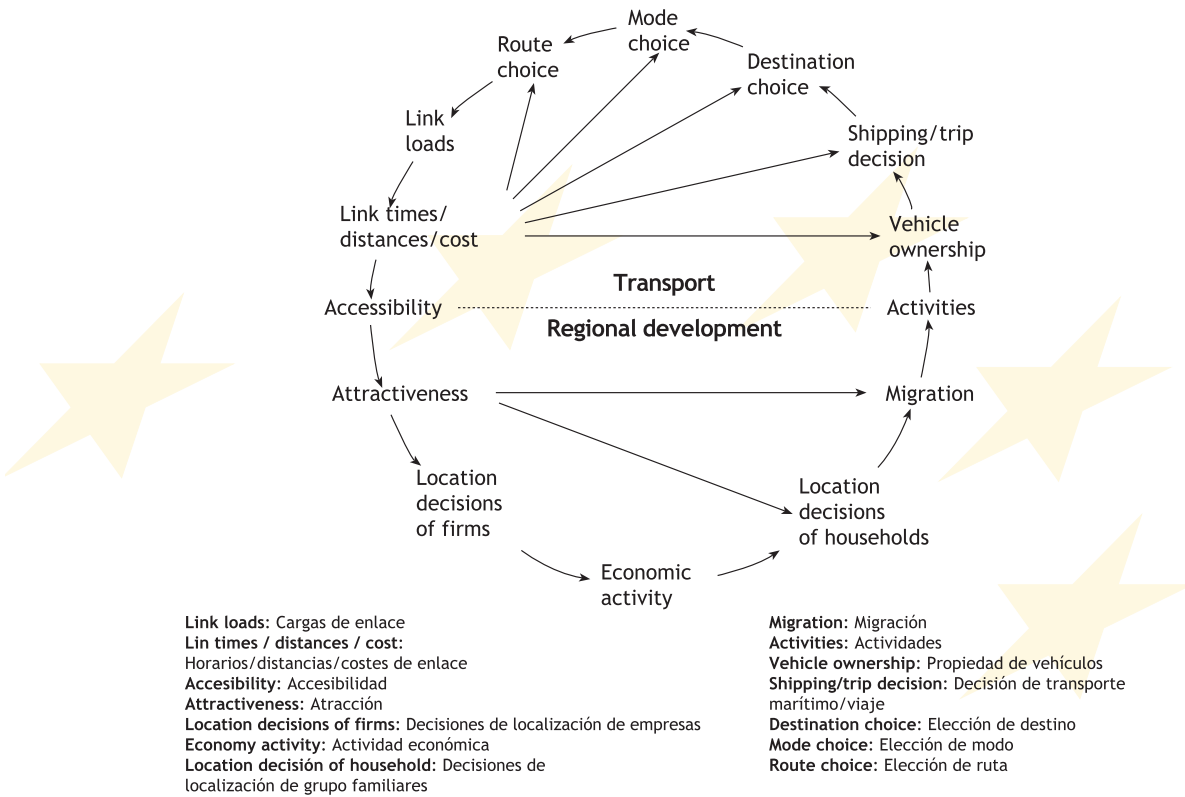 Mode
choice
Route
choice
Destination
choice
Link
loads
Shipping/trip
decision
Link times/
distances/cost
Vehicle
ownership
Transport
Accessibility
Activities
Regional development
Attractiveness
Migration
Location
decisions
of firms
Location
decisions
of households
Economic
activity
Link loads: Cargas de enlace
Lin times / distances / cost:
Horarios/distancias/costes de enlace
Accesibility: Accesibilidad
Attractiveness: Atracción
Location decisions of firms: Decisiones de localización de empresas
Economy activity: Actividad económica
Location decisión of household: Decisiones de
localización de grupo familiares
Migration: Migración
Activities: Actividades
Vehicle ownership: Propiedad de vehículos
Shipping/trip decision: Decisión de transporte
marítimo/viaje
Destination choice: Elección de destino
Mode choice: Elección de modo
Route choice: Elección de ruta